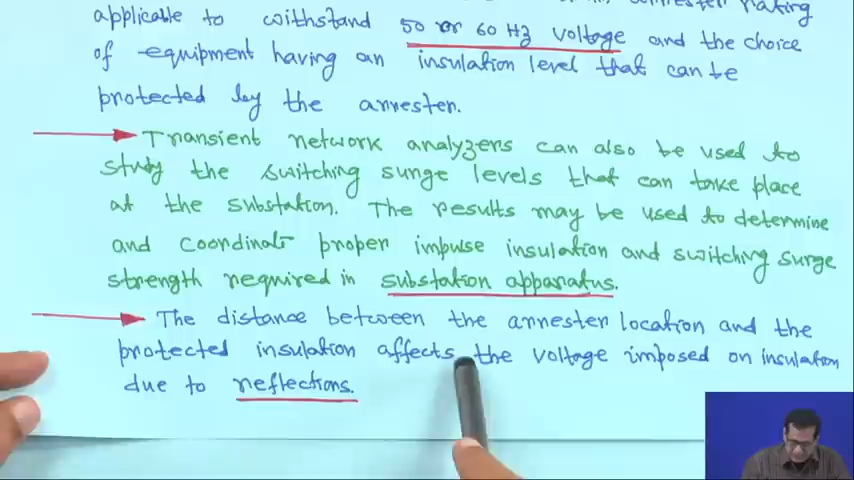 arrester rating
applicable to withstand 50 or 60 Hz voltage and the choice
of equipment having an insulation level that can be
protected by the arrester.
Transient network analyzers can also be used to
study the switching surge levels that can take place
at the substation. The results may be used to determine
and coordinate proper impulse insulation and switching surge
strength required in substation apparatus.
The distance between the arrester location and the
protected insulation affects the voltage imposed on insulation
due to reflections.